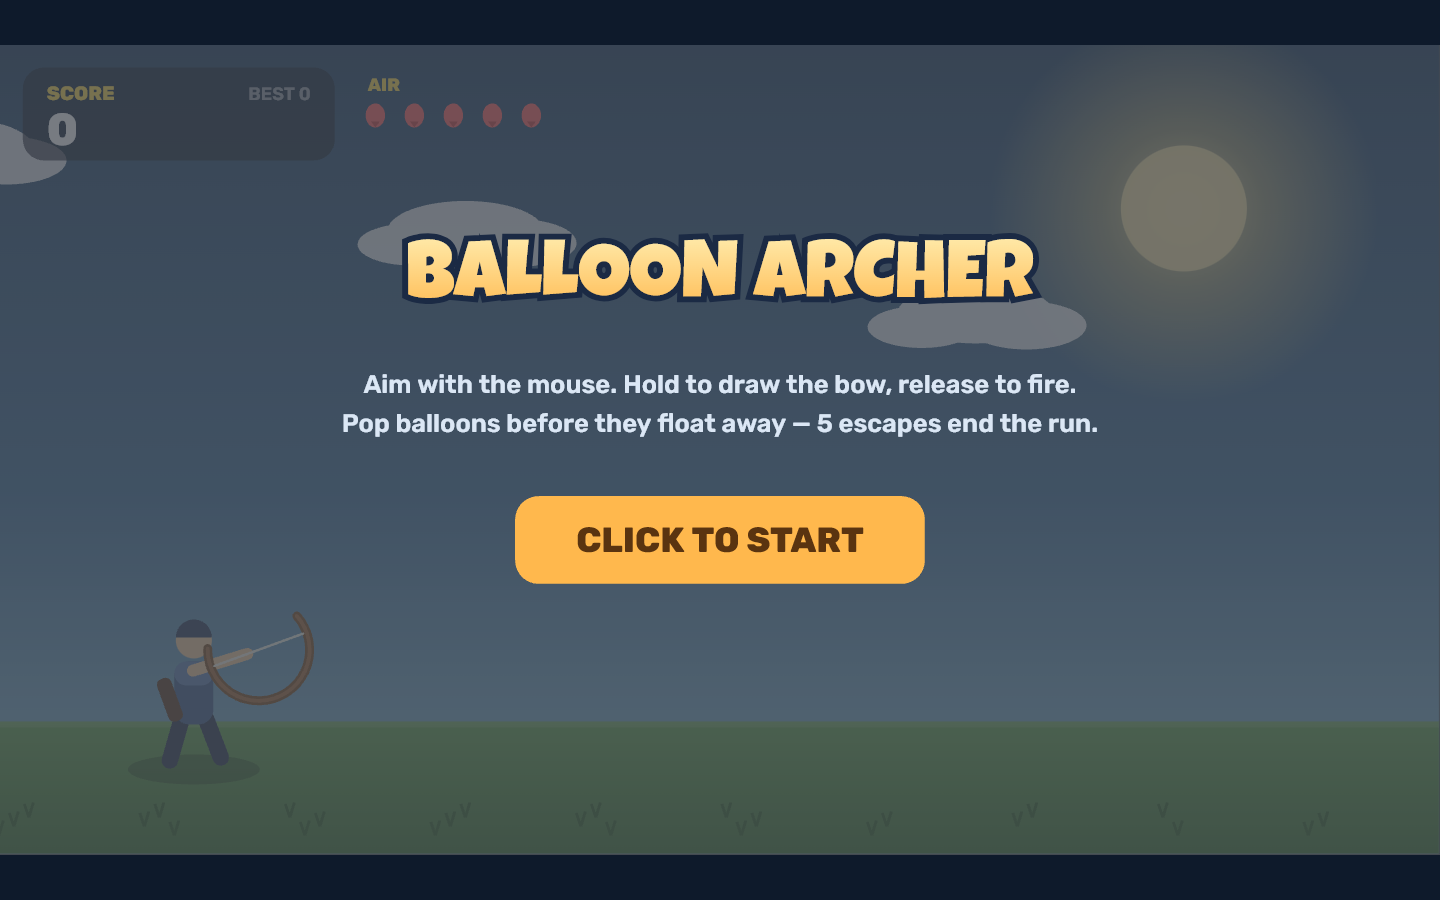 SCORE
BEST 0
0
AIR
BALLOON ARCHER
Aim with the mouse. Hold to draw the bow, release to fire.
Pop balloons before they float away — 5 escapes end the run.
CLICK TO START